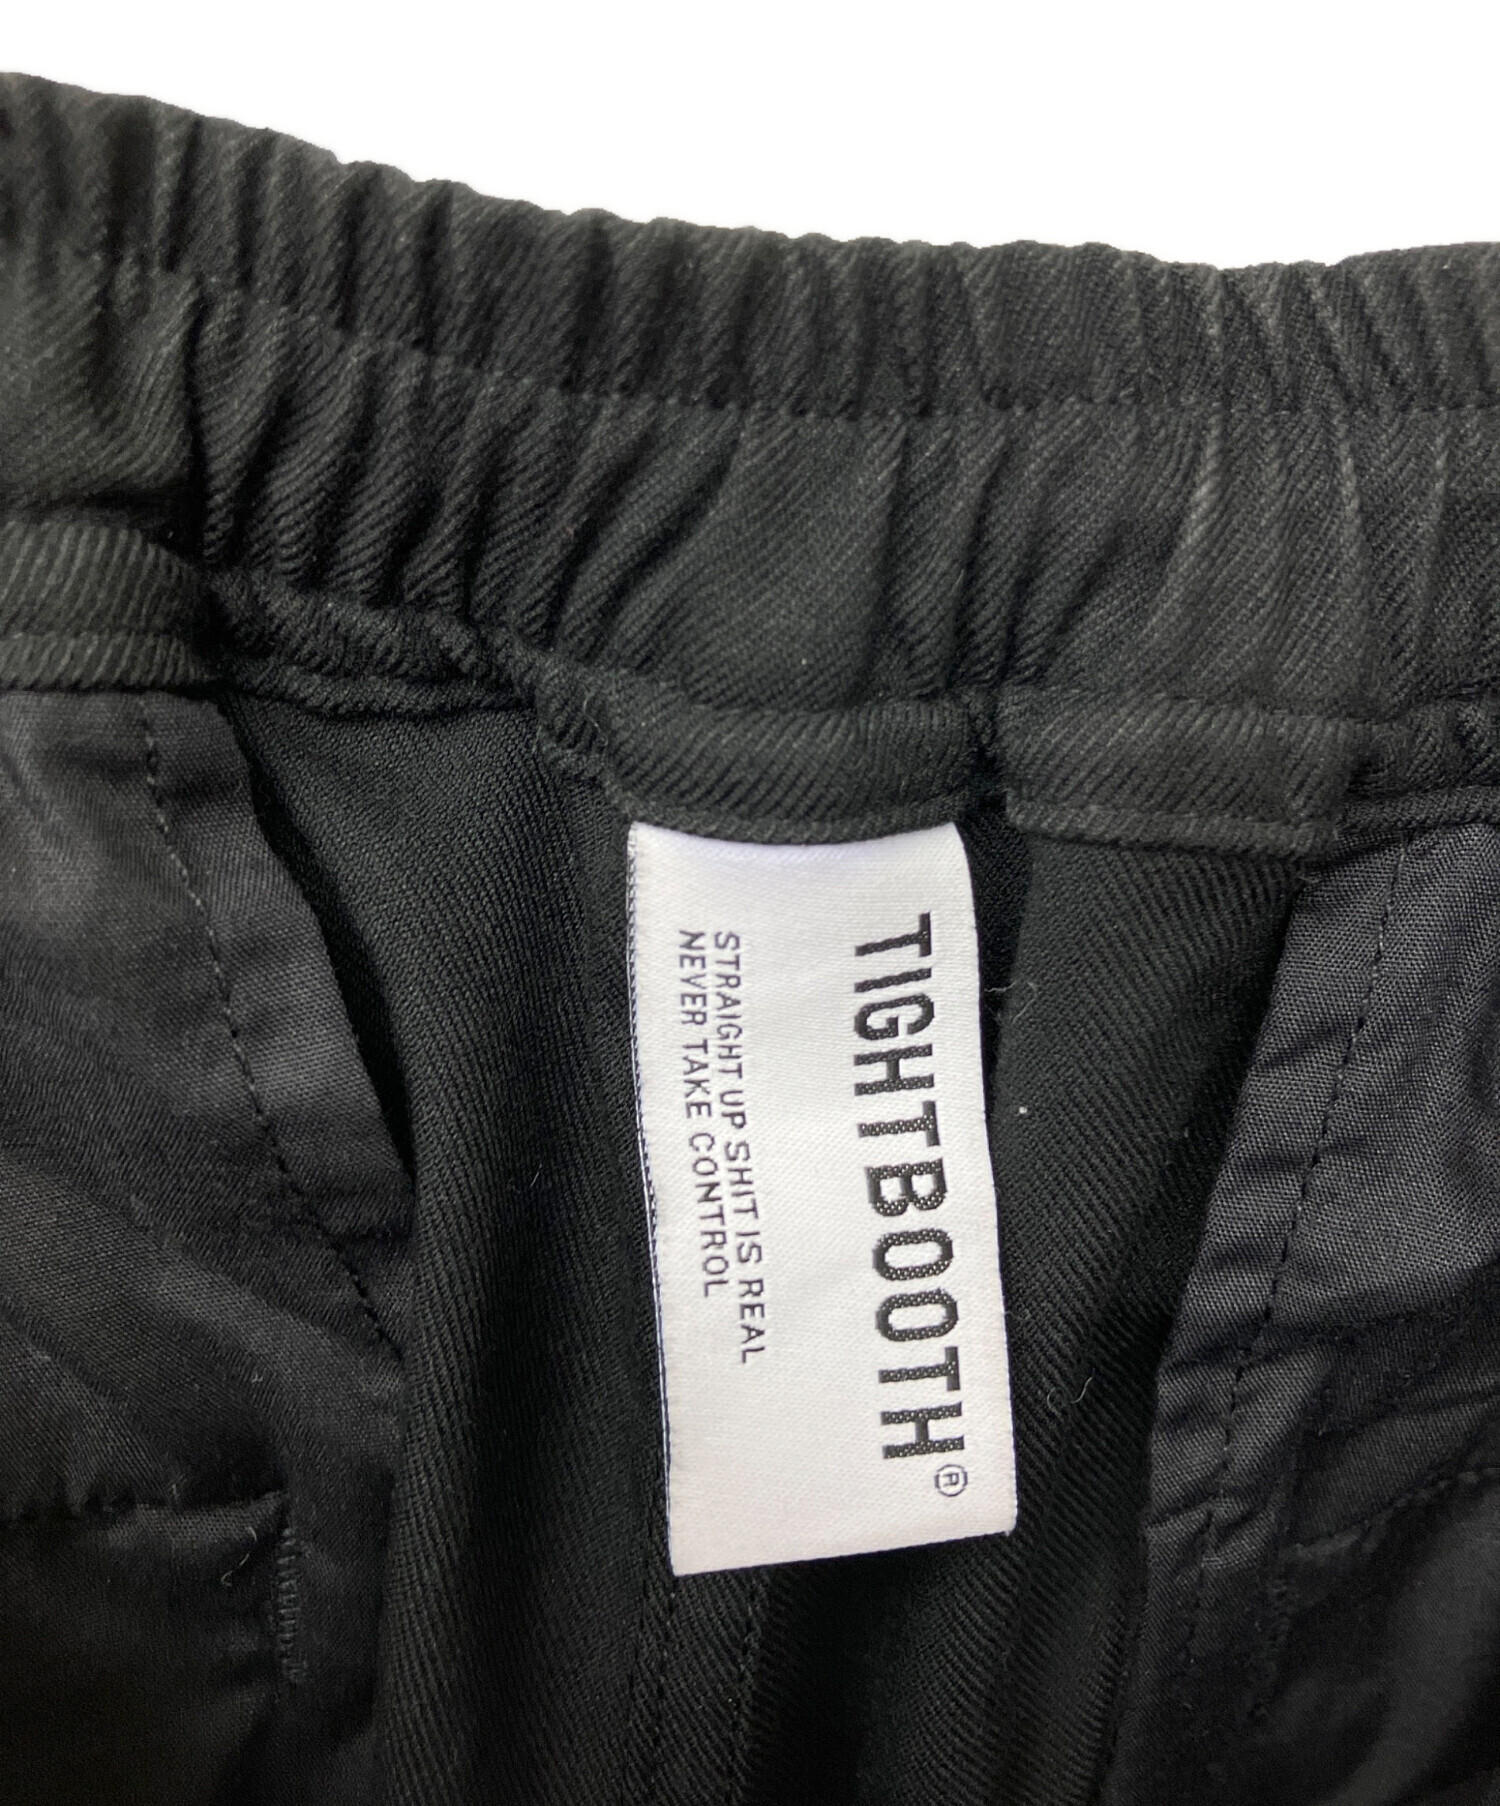 TIGHTBOOTH®
STRAIGHT UP SHIT IS REAL
NEVER TAKE CONTROL